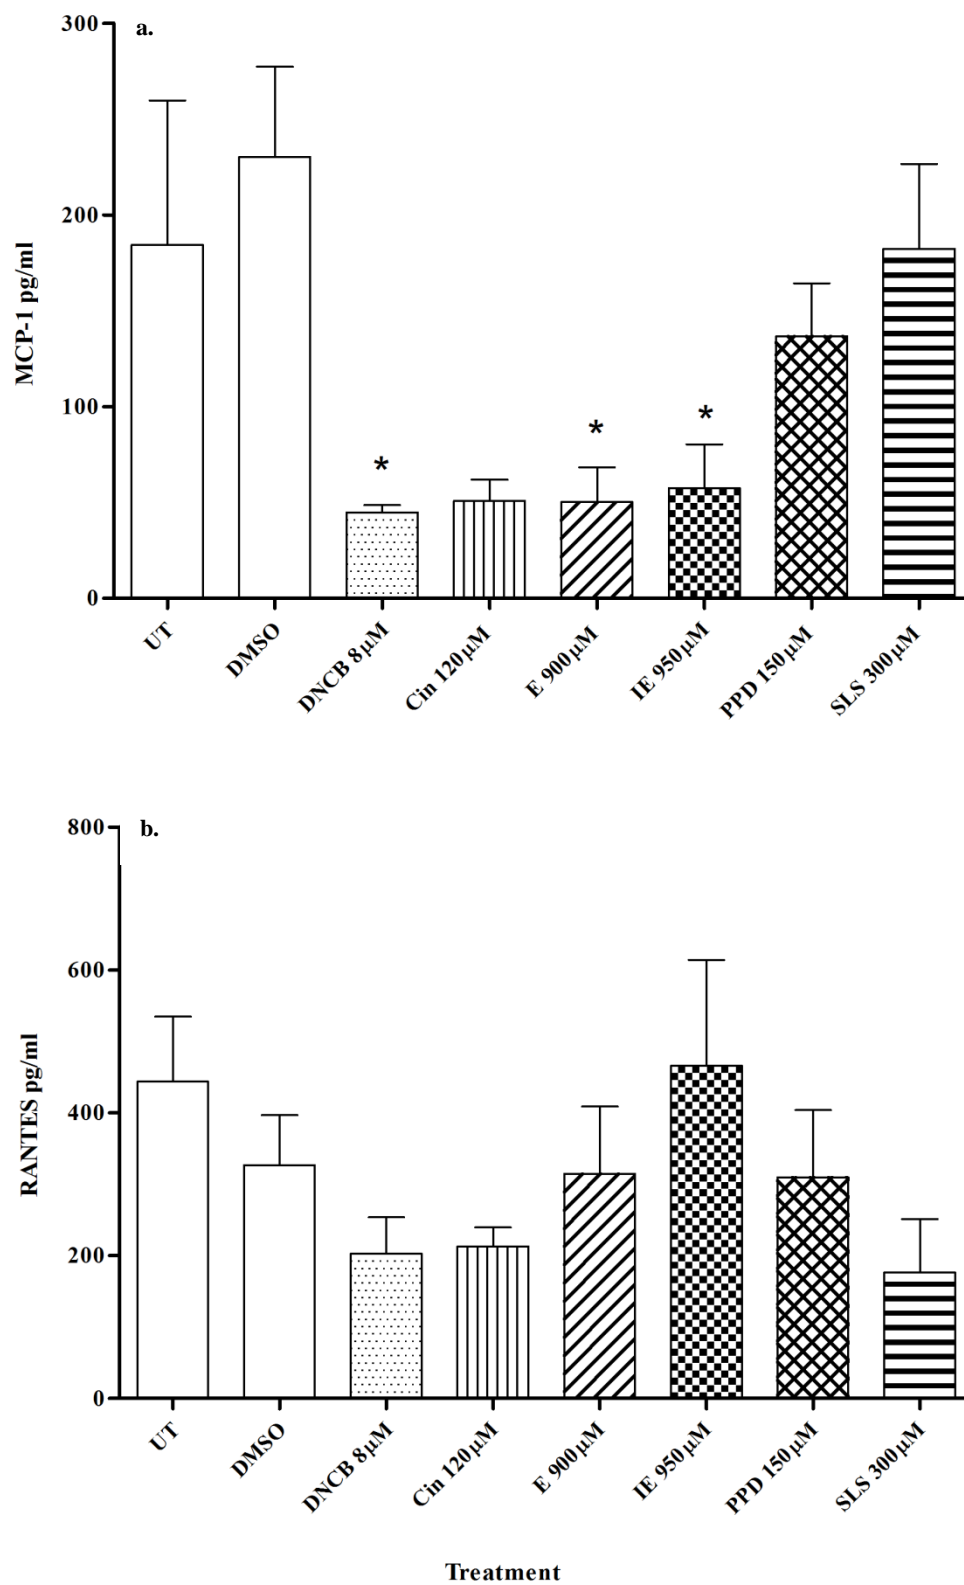 a.
300
200
100
0
MCP-1 pg/ml
*
*
*
UT
DMSO
DNCB 8µM
Cin 120µM
E 900µM
IE 950µM
PPD 150µM
SLS 300µM
b.
800
600
400
200
0
RANTES pg/ml
UT
DMSO
DNCB 8µM
Cin 120µM
E 900µM
IE 950µM
PPD 150µM
SLS 300µM
Treatment